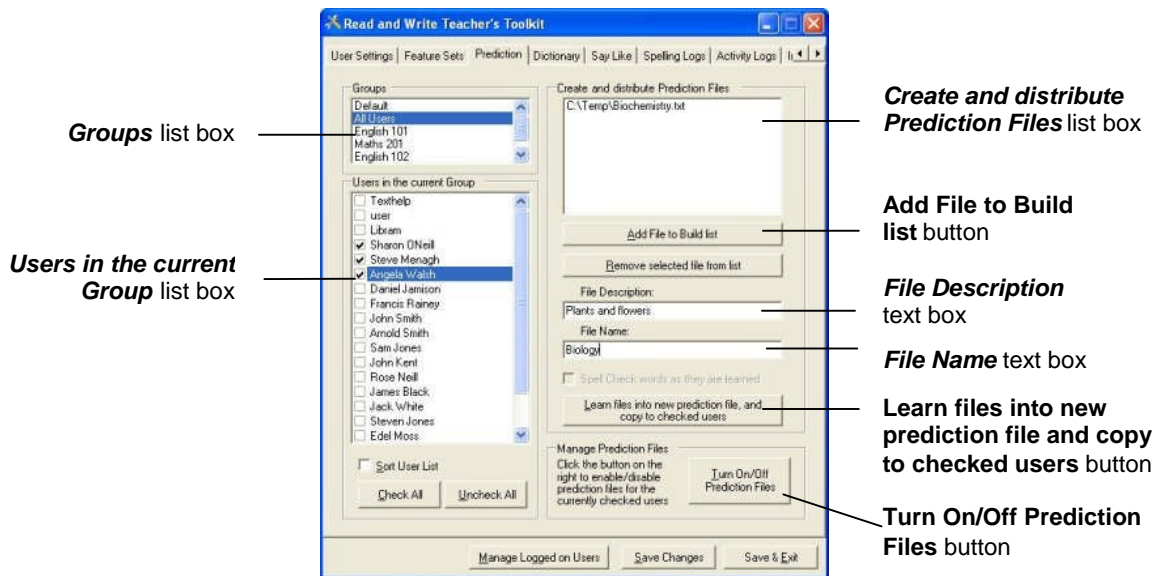 Read and Write Teacher's Toolkit
User Settings Feature Sets Prediction Dictionary Say Like Spelling Logs Activity Logs
Groups
Default
All Users
English 101
Maths 201
English 102
Users in the current Group
Texthelp
user
Libram
Sharon ONeill
Steve Menagh
Angela Walsh
Daniel Jamison
Francis Rainey
John Smith
Arnold Smith
Sam Jones
John Kent
Rose Neill
James Black
Jack White
Steven Jones
Edel Moss
Sort User List
Check All Uncheck All
Create and distribute Prediction Files
C:\Temp\Biochemistry.txt
Add File to Build list
Remove selected file from list
File Description:
Plants and flowers
File Name:
Biology
Spell Check words as they are learned
Learn files into new prediction file, and
copy to checked users
Manage Prediction Files
Click the button on the
right to enable/disable
prediction files for the
currently checked users
Turn On/Off
Prediction Files
Manage Logged on Users Save Changes Save & Exit
Groups list box
Users in the current
Group list box
Create and distribute
Prediction Files list box
Add File to Build
list button
File Description
text box
File Name text box
Learn files into new
prediction file and copy
to checked users button
Turn On/Off Prediction
Files button